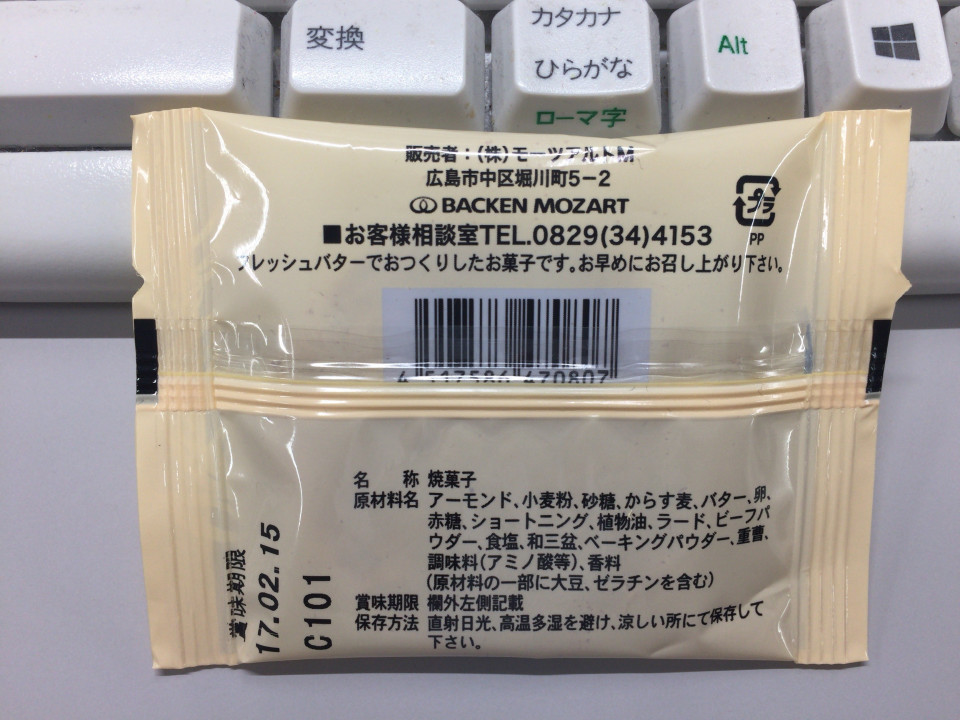 変換
カタカナ
ひらがな
ローマ字
Alt
販売者:(株)モーツアルトM
広島市中区堀川町5-2
BACKEN MOZART
プラ
PP
■お客様相談室TEL.0829(34)4153
フレッシュバターでおつくりしたお菓子です。お早めにお召し上がり下さい。
4 517586 470807
名 称 焼菓子
原材料名 アーモンド、小麦粉、砂糖、からす麦、バター、卵、
赤糖、ショートニング、植物油、ラード、ビーフパ
ウダー、食塩、和三盆、ベーキングパウダー、重曹、
調味料(アミノ酸等)、香料
(原材料の一部に大豆、ゼラチンを含む)
賞味期限 欄外左側記載
保存方法 直射日光、高温多湿を避け、涼しい所にて保存して
下さい。
賞味期限
17.02.15
C101